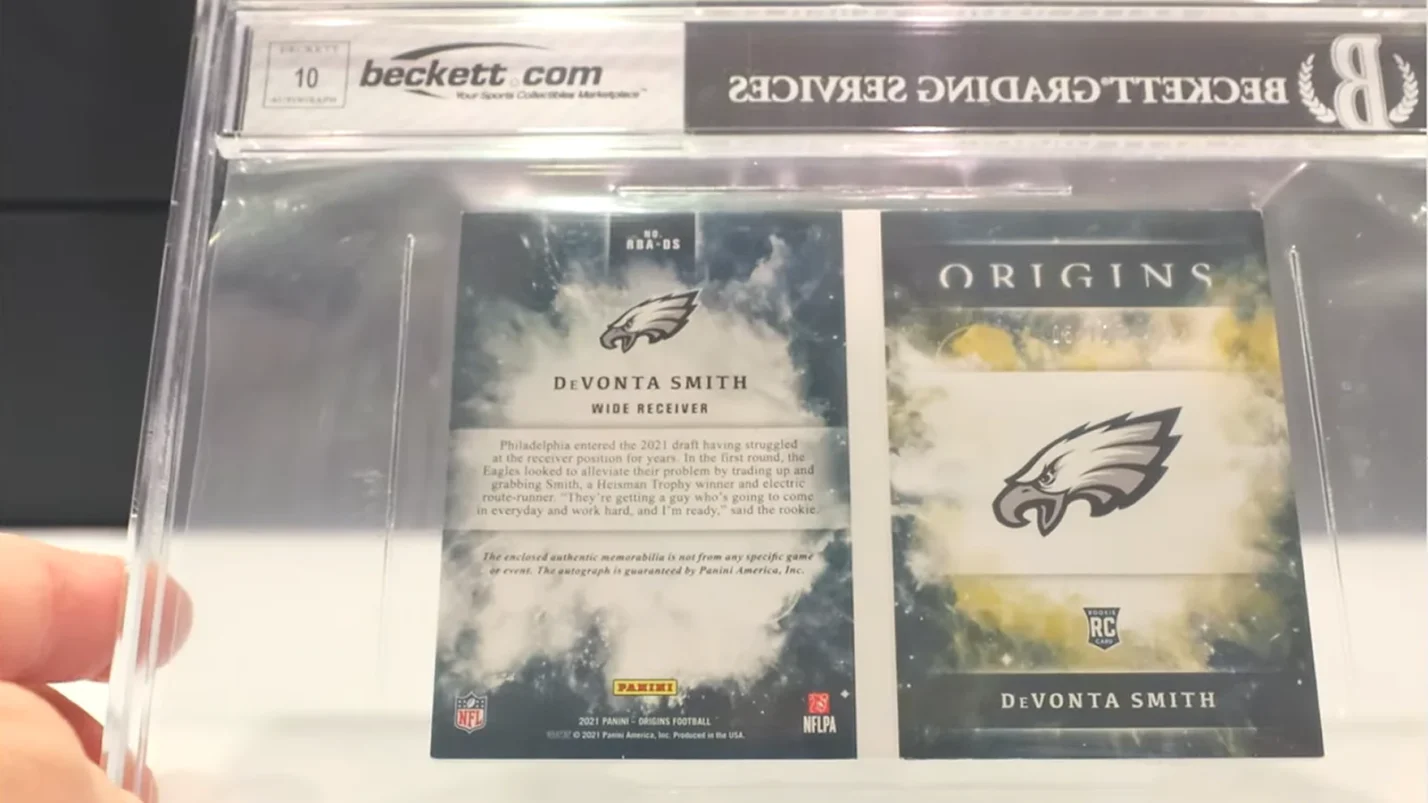 BECKETT
10
AUTOGRAPH
beckett.com
Your Sports Collectibles Marketplace™
BECKETT GRADING SERVICES
B
NO.
RBA-DS
DeVONTA SMITH
WIDE RECEIVER
Philadelphia entered the 2021 draft having struggled
at the receiver position for years. In the first round, the
Eagles looked to alleviate their problem by trading up and
grabbing Smith, a Heisman Trophy winner and electric
route-runner. "They're getting a guy who's going to come
in everyday and work hard, and I'm ready," said the rookie.
The enclosed authentic memorabilia is not from any specific game
or event. The autograph is guaranteed by Panini America, Inc.
PANINI
NFL
2021 PANINI - ORIGINS FOOTBALL
© 2021 Panini America, Inc. Produced in the USA.
NFLPA
ORIGINS
ROOKIE
RC
CARD
DeVONTA SMITH